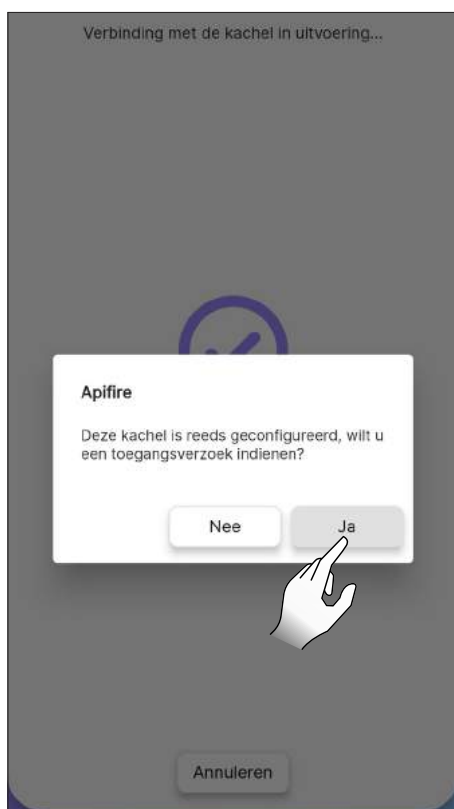 Verbinding met de kachel in uitvoering...
Apifire
Deze kachel is reeds geconfigureerd, wilt u
een toegangsverzoek indienen?
Nee
Ja
Annuleren